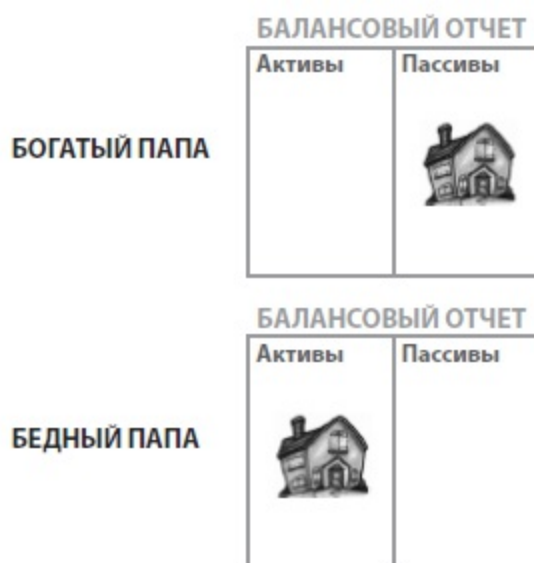 БАЛАНСОВЫЙ ОТЧЕТ
Активы Пассивы
БОГАТЫЙ ПАПА
БАЛАНСОВЫЙ ОТЧЕТ
Активы Пассивы
БЕДНЫЙ ПАПА